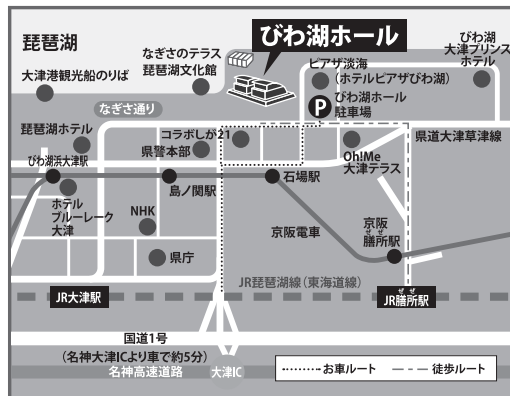 琵琶湖
びわ湖ホール
なぎさのテラス
琵琶湖文化館
大津港観光船のりば
びわ湖
大津プリンス
ホテル
ピアザ淡海
(ホテルピアザびわ湖)
P
びわ湖ホール
駐車場
なぎさ通り
琵琶湖ホテル
コラボしが21
県警本部
県道大津草津線
Oh!Me
大津テラス
びわ湖浜大津駅
島ノ関駅
石場駅
ホテル
ブルーレーク
大津
NHK
県庁
京阪電車
京阪
膳所駅
ぜぜ
JR琵琶湖線(東海道線)
JR大津駅
JR膳所駅
ぜぜ
国道1号
(名神大津ICより車で約5分)
名神高速道路
大津IC
お車ルート
徒歩ルート